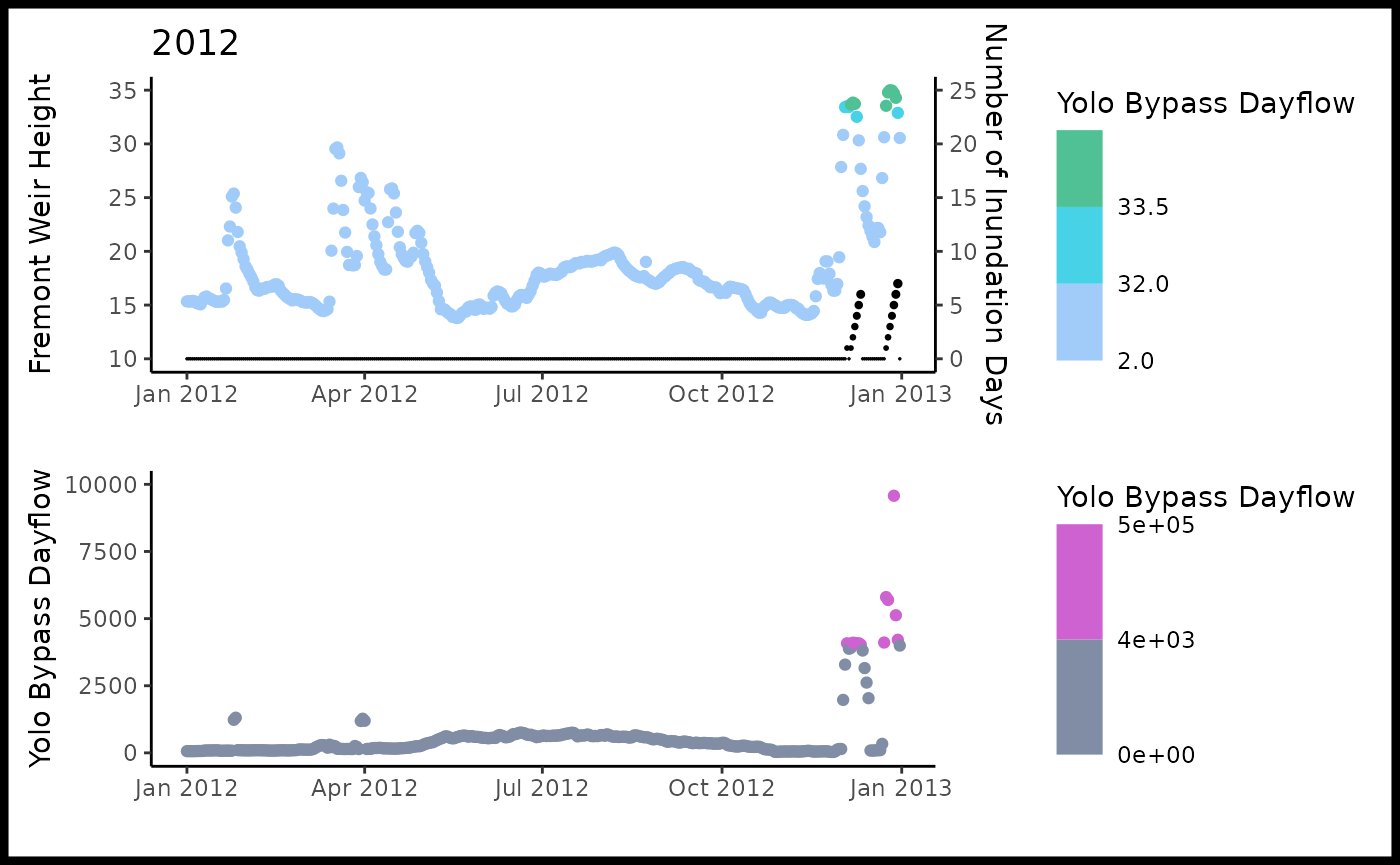 2012
Fremont Weir Height
35
30
25
20
15
10
25
20
15
10
5
0
Number of Inundation Days
Jan 2012
Apr 2012
Jul 2012
Oct 2012
Jan 2013
Yolo Bypass Dayflow
33.5
32.0
2.0
Yolo Bypass Dayflow
10000
7500
5000
2500
0
Jan 2012
Apr 2012
Jul 2012
Oct 2012
Jan 2013
Yolo Bypass Dayflow
5e+05
4e+03
0e+00